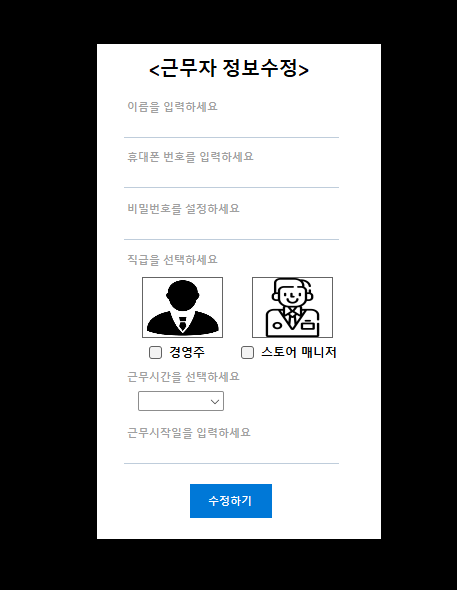 <근무자 정보수정>
이름을 입력하세요
휴대폰 번호를 입력하세요
비밀번호를 설정하세요
직급을 선택하세요
경영주
스토어 매니저
근무시간을 선택하세요
근무시작일을 입력하세요
수정하기